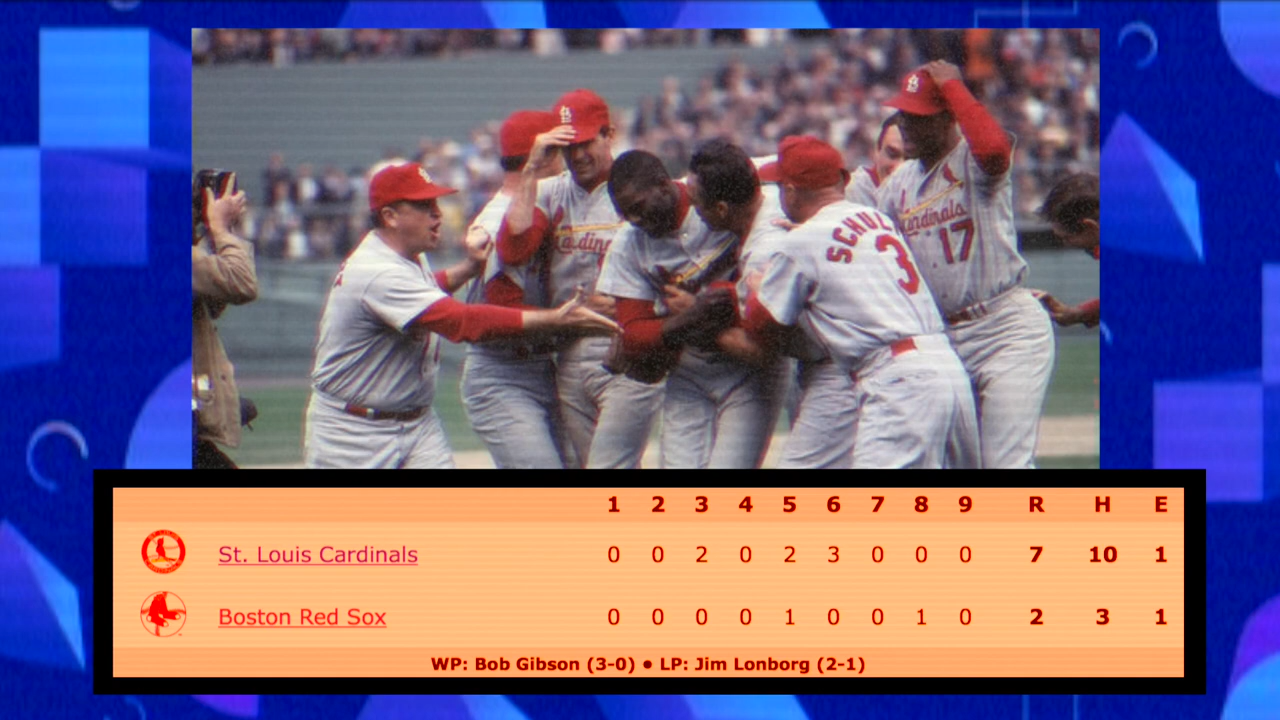 Cardinals
17
SCHU
3
1 2 3 4 5 6 7 8 9 R H E
St. Louis Cardinals 0 0 2 0 2 3 0 0 0 7 10 1
Boston Red Sox 0 0 0 0 1 0 0 1 0 2 3 1
WP: Bob Gibson (3-0) ● LP: Jim Lonborg (2-1)